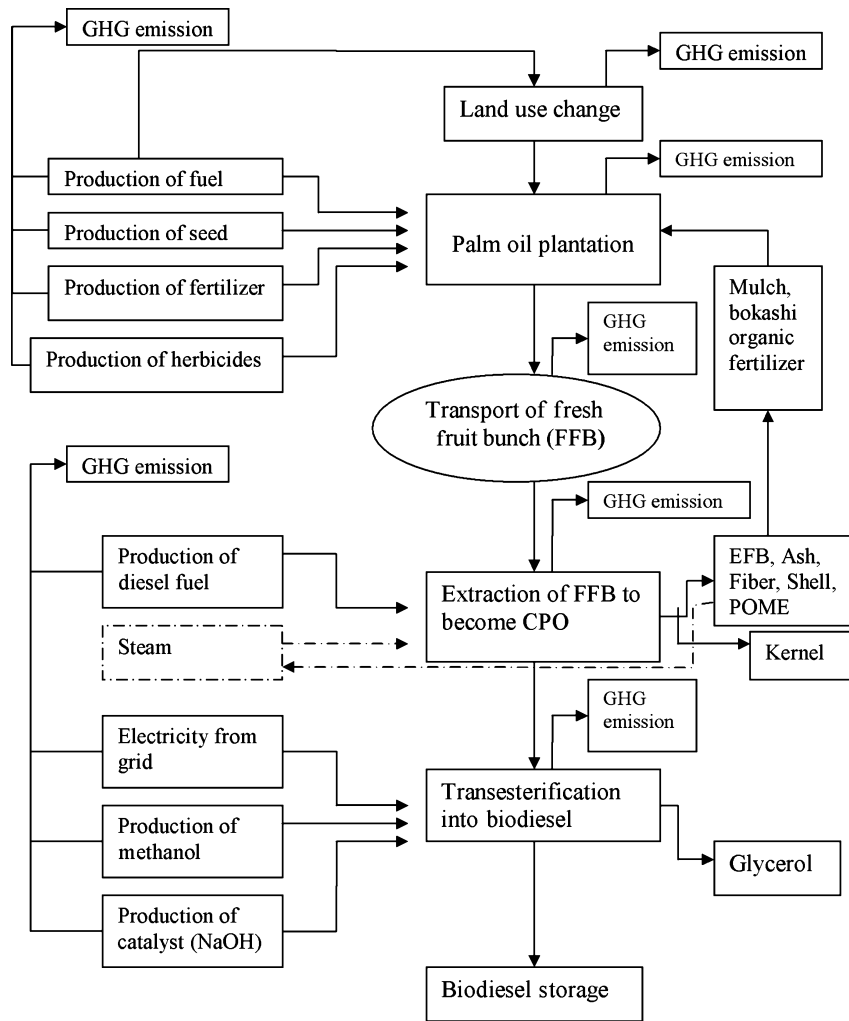 GHG emission
GHG emission
Land use change
GHG emission
Production of fuel
Production of seed
Palm oil plantation
Production of fertilizer
Mulch,
bokashi
organic
fertilizer
Production of herbicides
GHG
emission
Transport of fresh
fruit bunch (FFB)
GHG emission
GHG emission
Production of
diesel fuel
Extraction of FFB to
become CPO
EFB, Ash,
Fiber, Shell,
POME
Steam
Kernel
GHG
emission
Electricity from
grid
Transesterification
into biodiesel
Production of
methanol
Glycerol
Production of
catalyst (NaOH)
Biodiesel storage